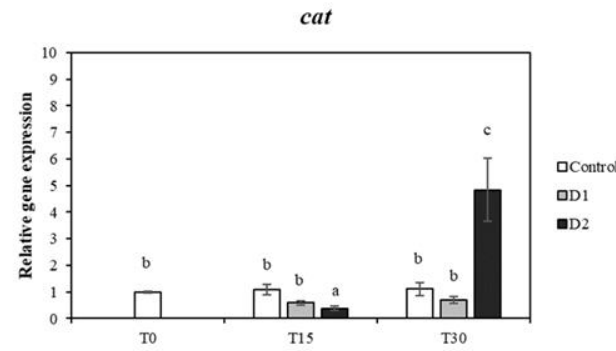 cat
Relative gene expression
10
9
8
7
6
5
4
3
2
1
0
b
b
b
a
b
b
c
T0
T15
T30
Control
D1
D2